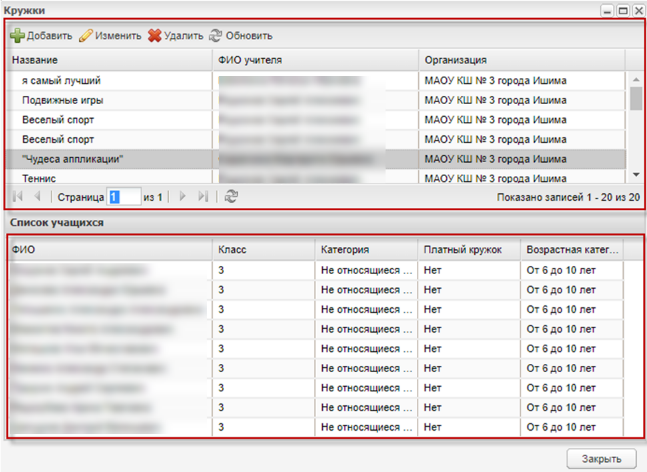 Кружки
Добавить Изменить Удалить Обновить
Название ФИО учителя Организация
я самый лучший МАОУ КШ № 3 города Ишима
Подвижные игры МАОУ КШ № 3 города Ишима
Веселый спорт МАОУ КШ № 3 города Ишима
Веселый спорт МАОУ КШ № 3 города Ишима
"Чудеса аппликации" МАОУ КШ № 3 города Ишима
Теннис МАОУ КШ № 3 города Ишима
Страница 1 из 1 Показано записей 1 - 20 из 20
Список учащихся
ФИО Класс Категория Платный кружок Возрастная катег...
3 Не относящиеся ... Нет От 6 до 10 лет
3 Не относящиеся ... Нет От 6 до 10 лет
3 Не относящиеся ... Нет От 6 до 10 лет
3 Не относящиеся ... Нет От 6 до 10 лет
3 Не относящиеся ... Нет От 6 до 10 лет
3 Не относящиеся ... Нет От 6 до 10 лет
3 Не относящиеся ... Нет От 6 до 10 лет
3 Не относящиеся ... Нет От 6 до 10 лет
3 Не относящиеся ... Нет От 6 до 10 лет
Закрыть